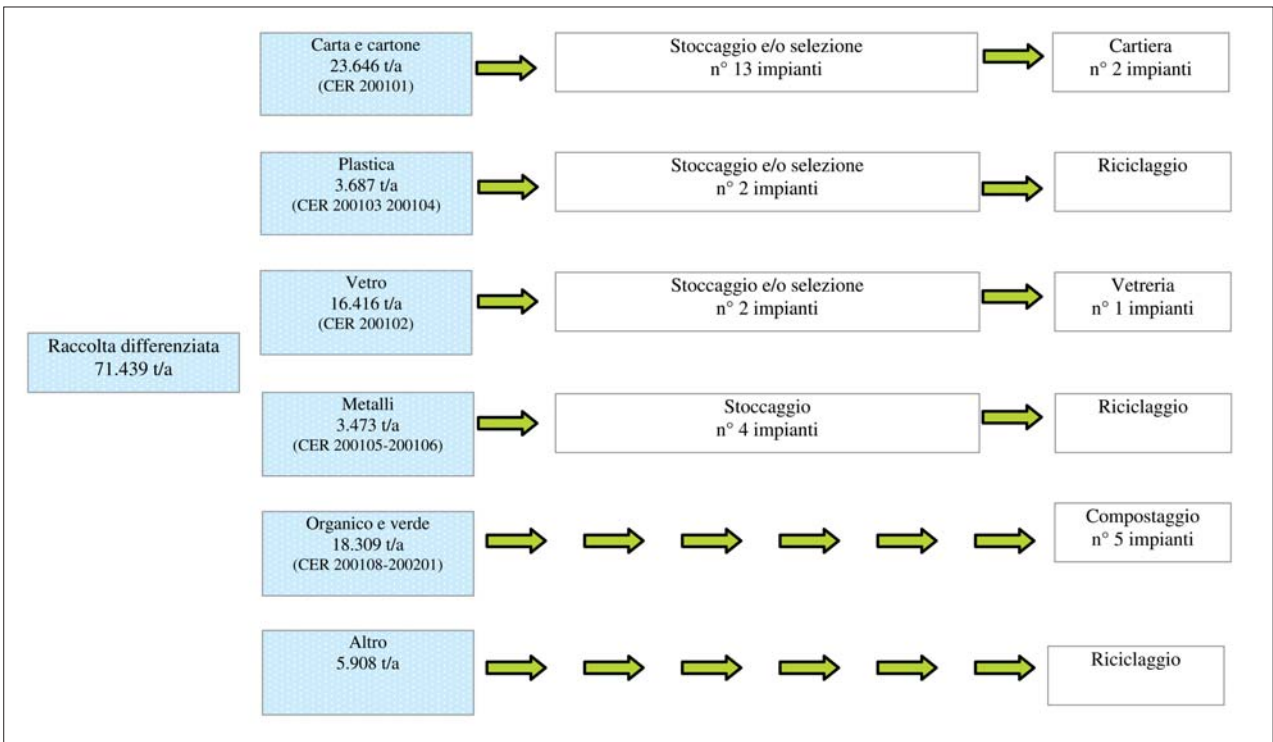 Carta e cartone
23.646 t/a
(CER 200101)
Stoccaggio e/o selezione
n° 13 impianti
Cartiera
n° 2 impianti
Plastica
3.687 t/a
(CER 200103 200104)
Stoccaggio e/o selezione
n° 2 impianti
Riciclaggio
Vetro
16.416 t/a
(CER 200102)
Stoccaggio e/o selezione
n° 2 impianti
Vetreria
n° 1 impianti
Raccolta differenziata
71.439 t/a
Metalli
3.473 t/a
(CER 200105-200106)
Stoccaggio
n° 4 impianti
Riciclaggio
Organico e verde
18.309 t/a
(CER 200108-200201)
Compostaggio
n° 5 impianti
Altro
5.908 t/a
Riciclaggio